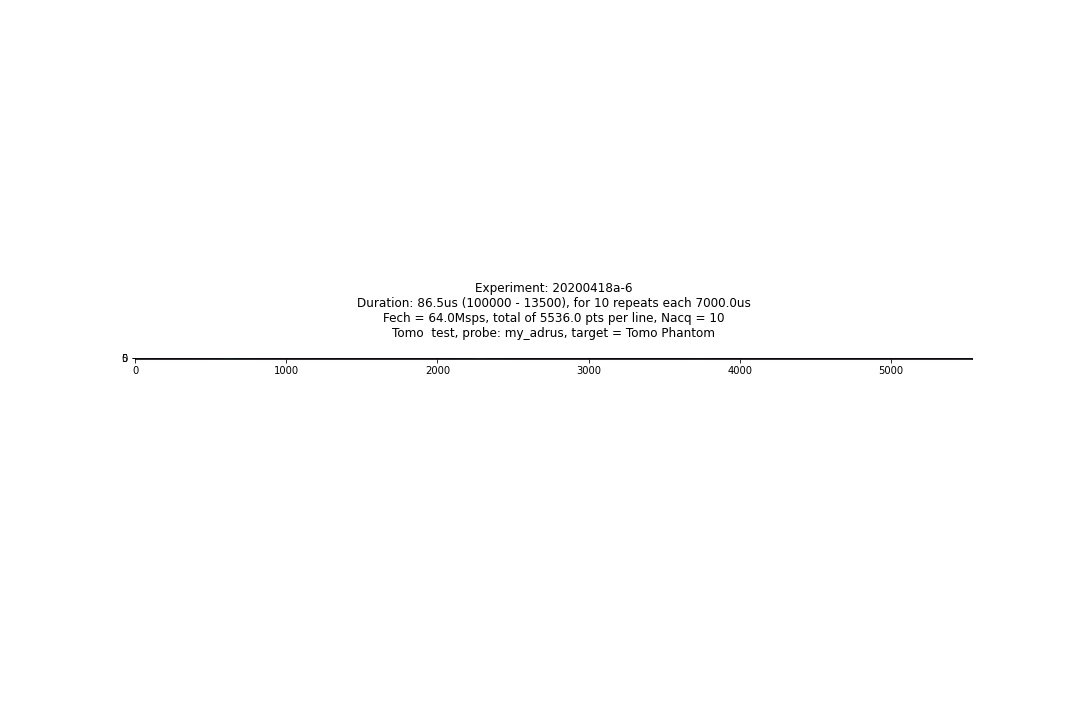 Experiment: 20200418a-6
Duration: 86.5us (100000 - 13500), for 10 repeats each 7000.0us
Fech = 64.0Msps, total of 5536.0 pts per line, Nacq = 10
Tomo  test, probe: my_adrus, target = Tomo Phantom
0 1000 2000 3000 4000 5000